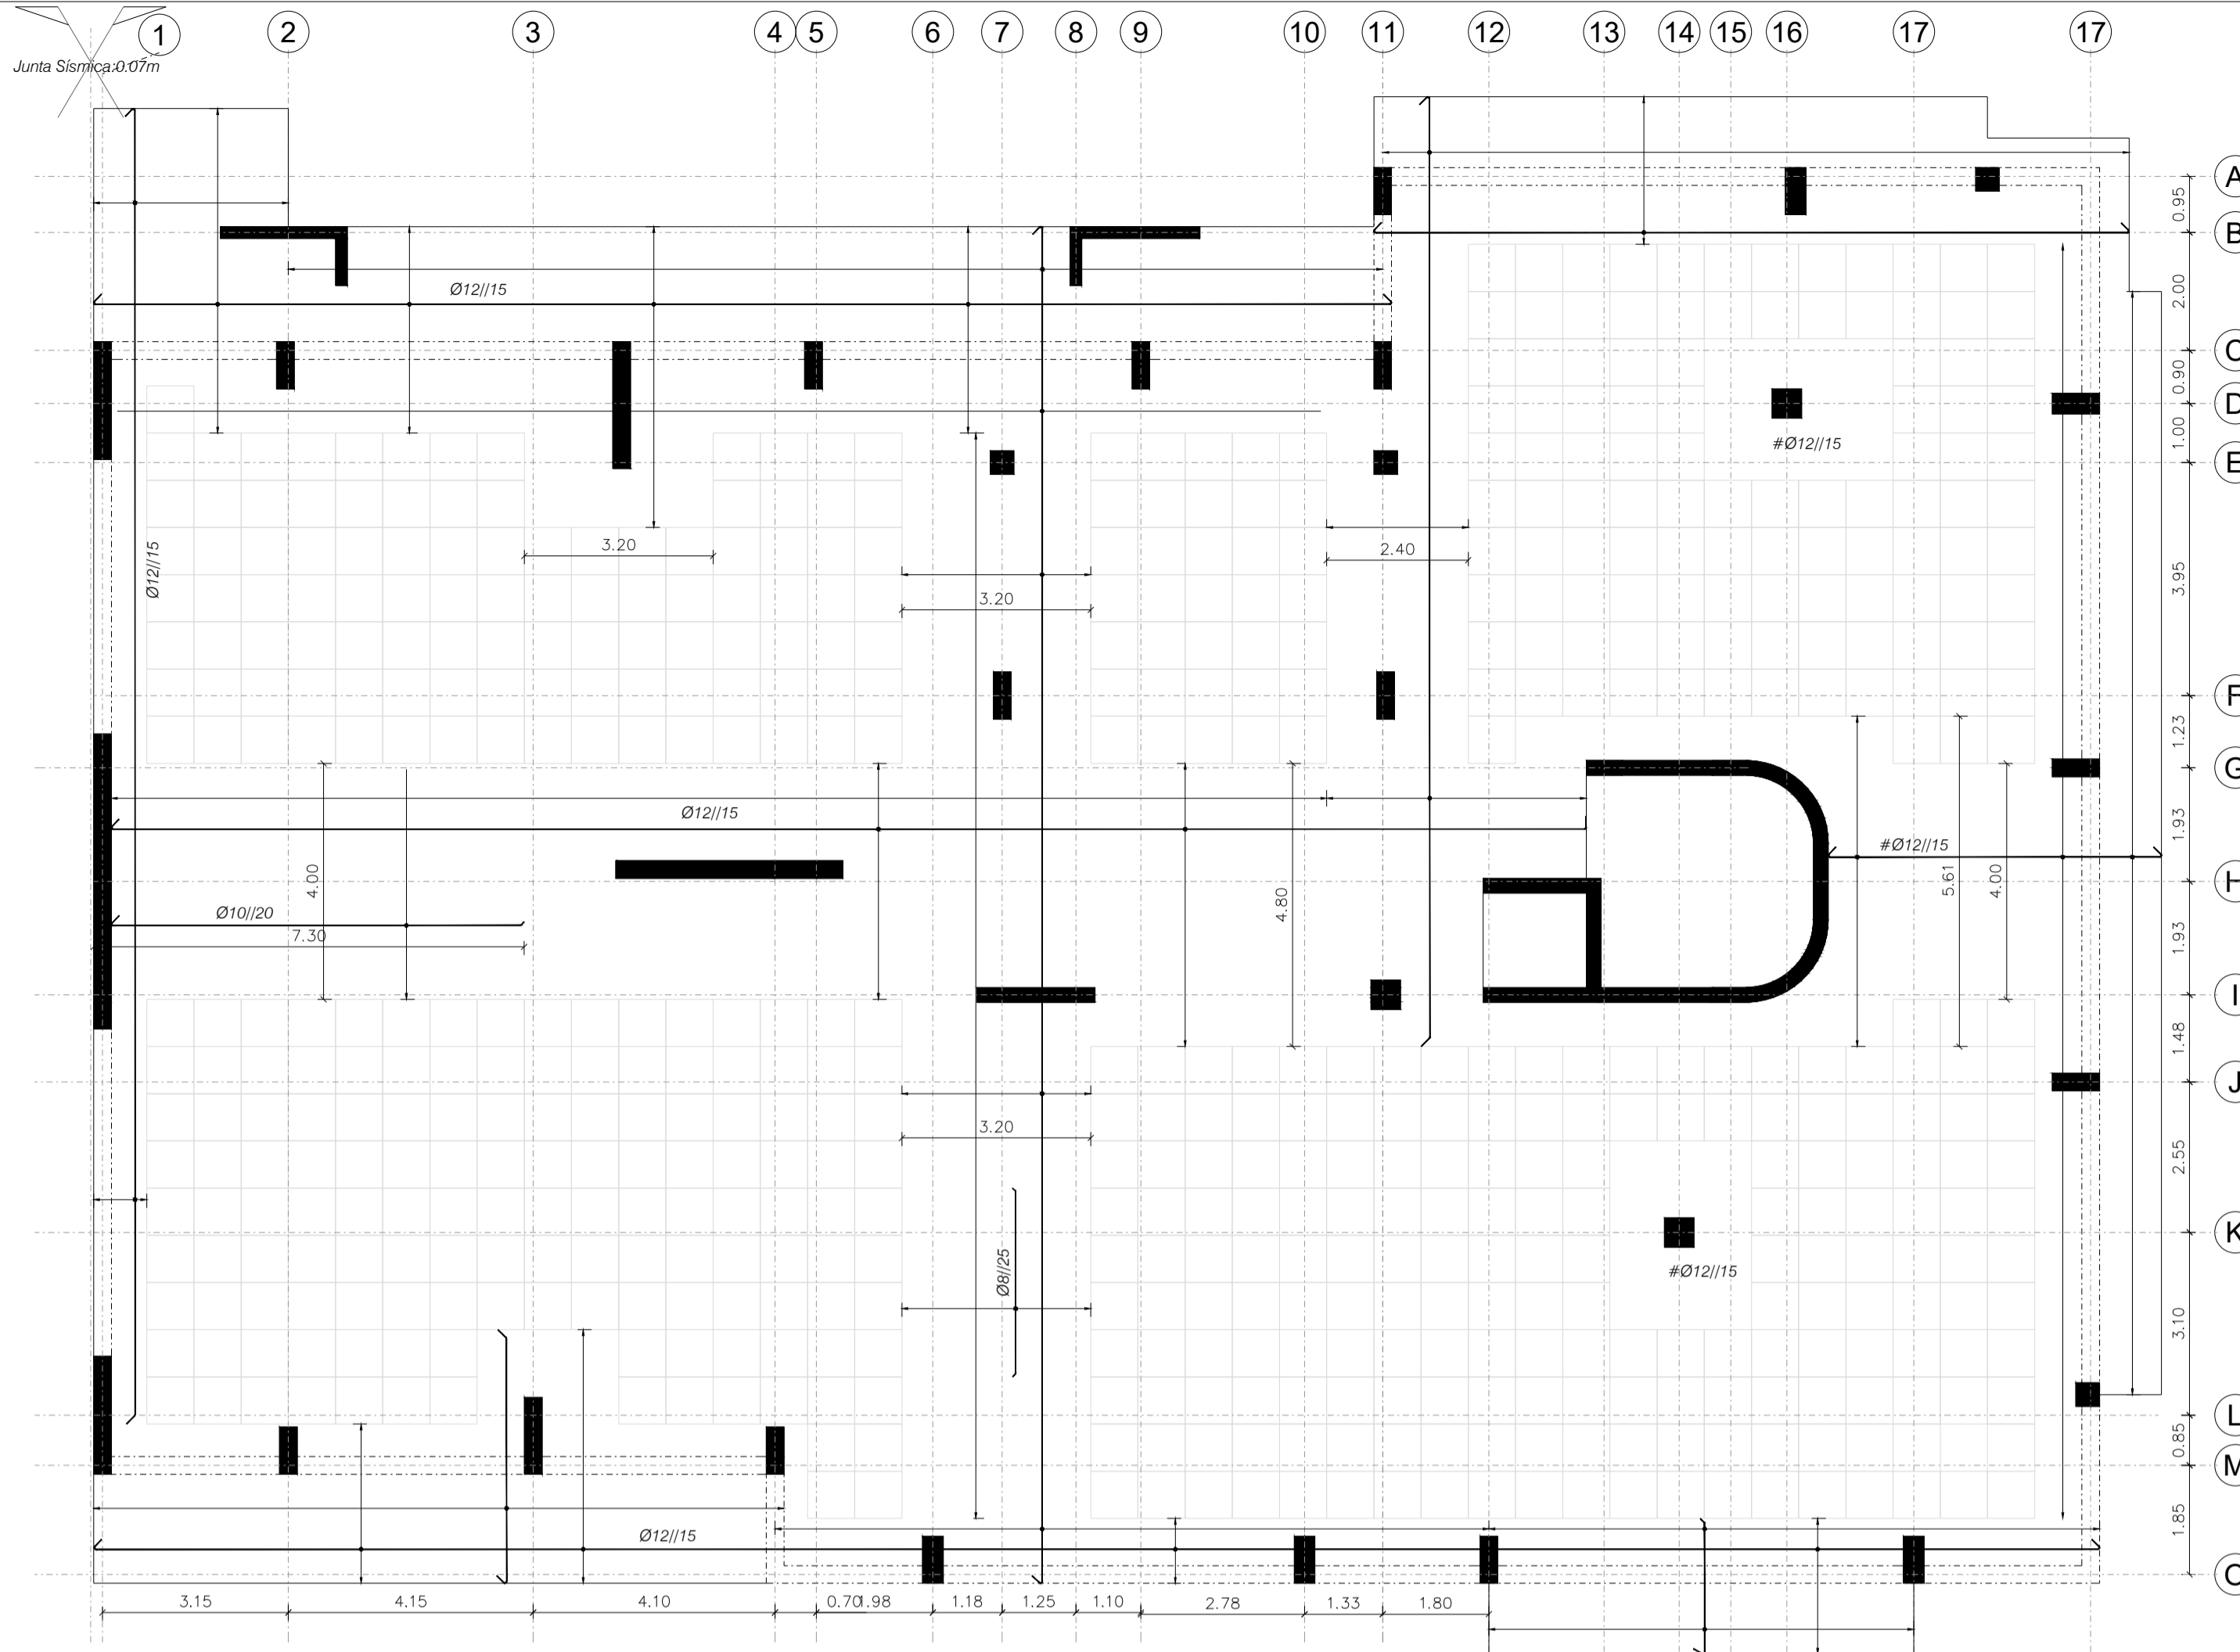 1 2 3 4 5 6 7 8 9 10 11 12 13 14 15 16 17 17
Junta Sísmica:0.07m
A
0.95
B
2.00
Ø12//15
C
0.90
D
#Ø12//15
1.00
E
3.20
2.40
Ø12//15
3.95
3.20
F
1.23
G
Ø12//15
1.93
#Ø12//15
4.00
4.80
5.61
4.00
H
Ø10//20
7.30
1.93
I
1.48
J
3.20
2.55
K
Ø8//25
#Ø12//15
3.10
L
0.85
M
Ø12//15
1.85
3.15 4.15 4.10 0.70 1.98 1.18 1.25 1.10 2.78 1.33 1.80